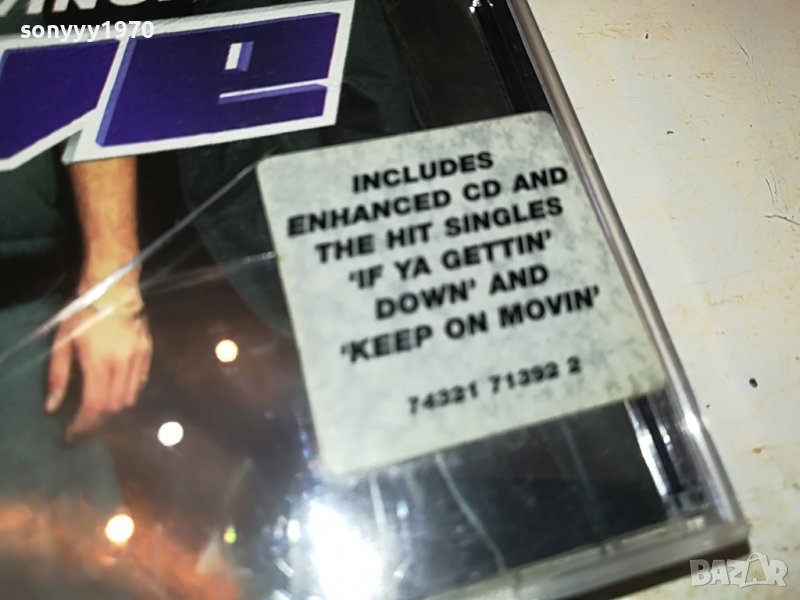 sonyyy1970
INCLUDES
ENHANCED CD AND
THE HIT SINGLES
'IF YA GETTIN'
DOWN' AND
'KEEP ON MOVIN'
74321 71392 2
BAZAR